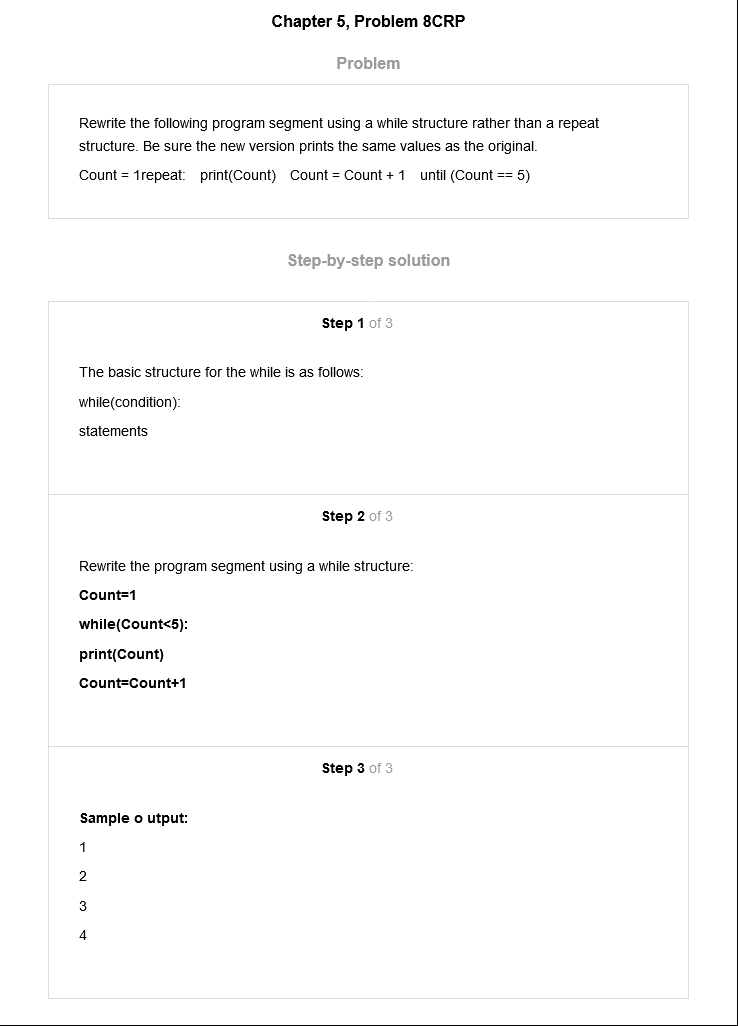 Chapter 5, Problem 8CRP
Problem
Rewrite the following program segment using a while structure rather than a repeat
structure. Be sure the new version prints the same values as the original.
Count = 1repeat: print(Count) Count = Count + 1 until (Count == 5)
Step-by-step solution
Step 1 of 3
The basic structure for the while is as follows:
while(condition):
statements
Step 2 of 3
Rewrite the program segment using a while structure:
Count=1
while(Count<5):
print(Count)
Count=Count+1
Step 3 of 3
Sample o utput:
1
2
3
4